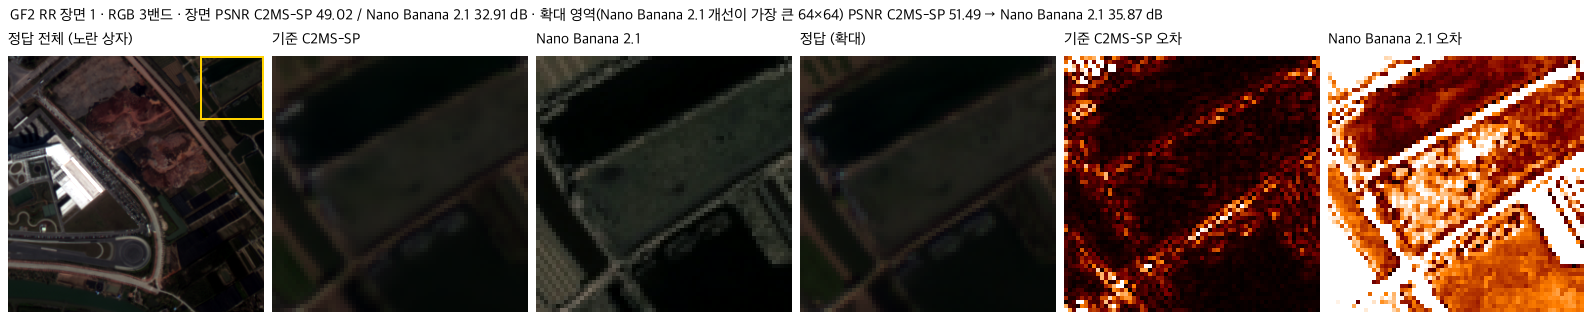 GF2 RR 장면 1 · RGB 3밴드 · 장면 PSNR C2MS-SP 49.02 / Nano Banana 2.1 32.91 dB · 확대 영역(Nano Banana 2.1 개선이 가장 큰 64×64) PSNR C2MS-SP 51.49 → Nano Banana 2.1 35.87 dB
정답 전체 (노란 상자)
기준 C2MS-SP
Nano Banana 2.1
정답 (확대)
기준 C2MS-SP 오차
Nano Banana 2.1 오차